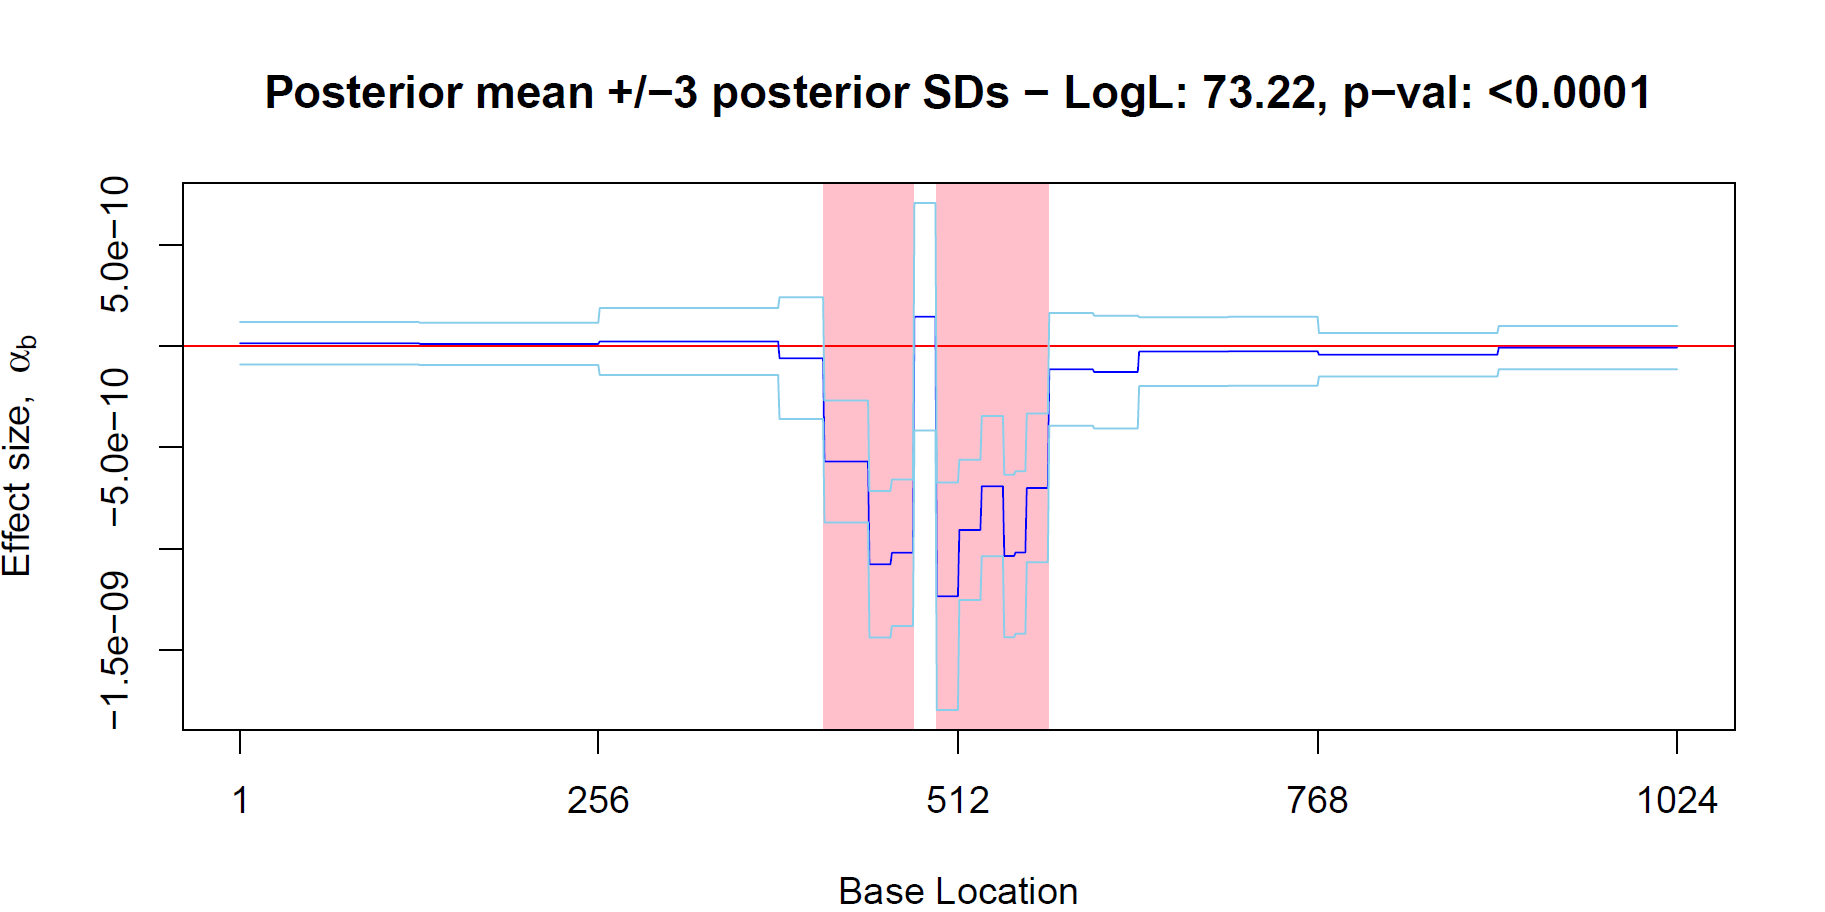 Posterior mean +/−3 posterior SDs − LogL: 73.22, p−val: <0.0001
Effect size, αb
5.0e−10
−5.0e−10
−1.5e−09
1 256 512 768 1024
Base Location